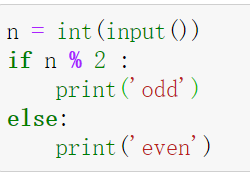 n = int(input())
if n % 2 :
    print('odd')
else:
    print('even')